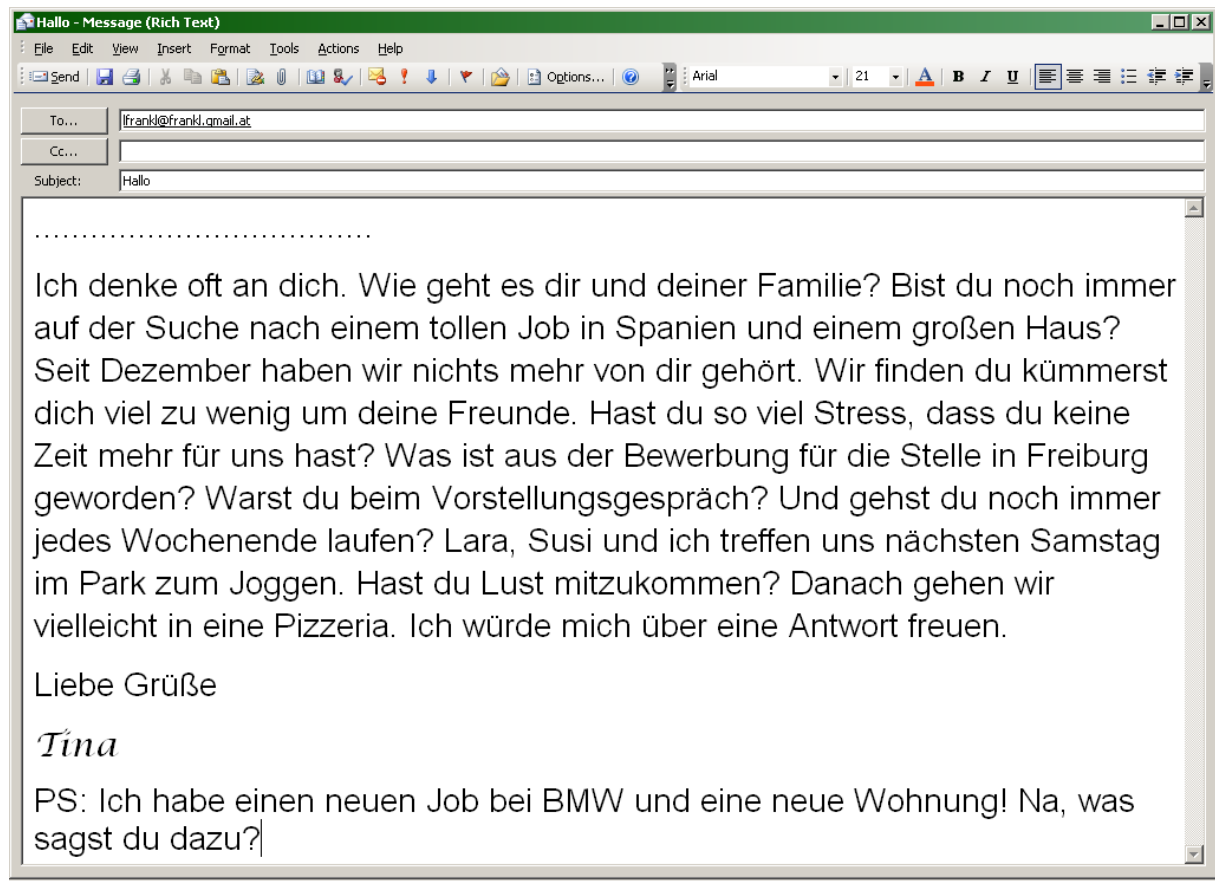 Hallo - Message (Rich Text)
File Edit View Insert Format Tools Actions Help
Send Options... Arial 21 A B I U
To... lfrankl@frankl.gmail.at
Cc...
Subject: Hallo
....................................
Ich denke oft an dich. Wie geht es dir und deiner Familie? Bist du noch immer
auf der Suche nach einem tollen Job in Spanien und einem großen Haus?
Seit Dezember haben wir nichts mehr von dir gehört. Wir finden du kümmerst
dich viel zu wenig um deine Freunde. Hast du so viel Stress, dass du keine
Zeit mehr für uns hast? Was ist aus der Bewerbung für die Stelle in Freiburg
geworden? Warst du beim Vorstellungsgespräch? Und gehst du noch immer
jedes Wochenende laufen? Lara, Susi und ich treffen uns nächsten Samstag
im Park zum Joggen. Hast du Lust mitzukommen? Danach gehen wir
vielleicht in eine Pizzeria. Ich würde mich über eine Antwort freuen.
Liebe Grüße
Tina
PS: Ich habe einen neuen Job bei BMW und eine neue Wohnung! Na, was
sagst du dazu?